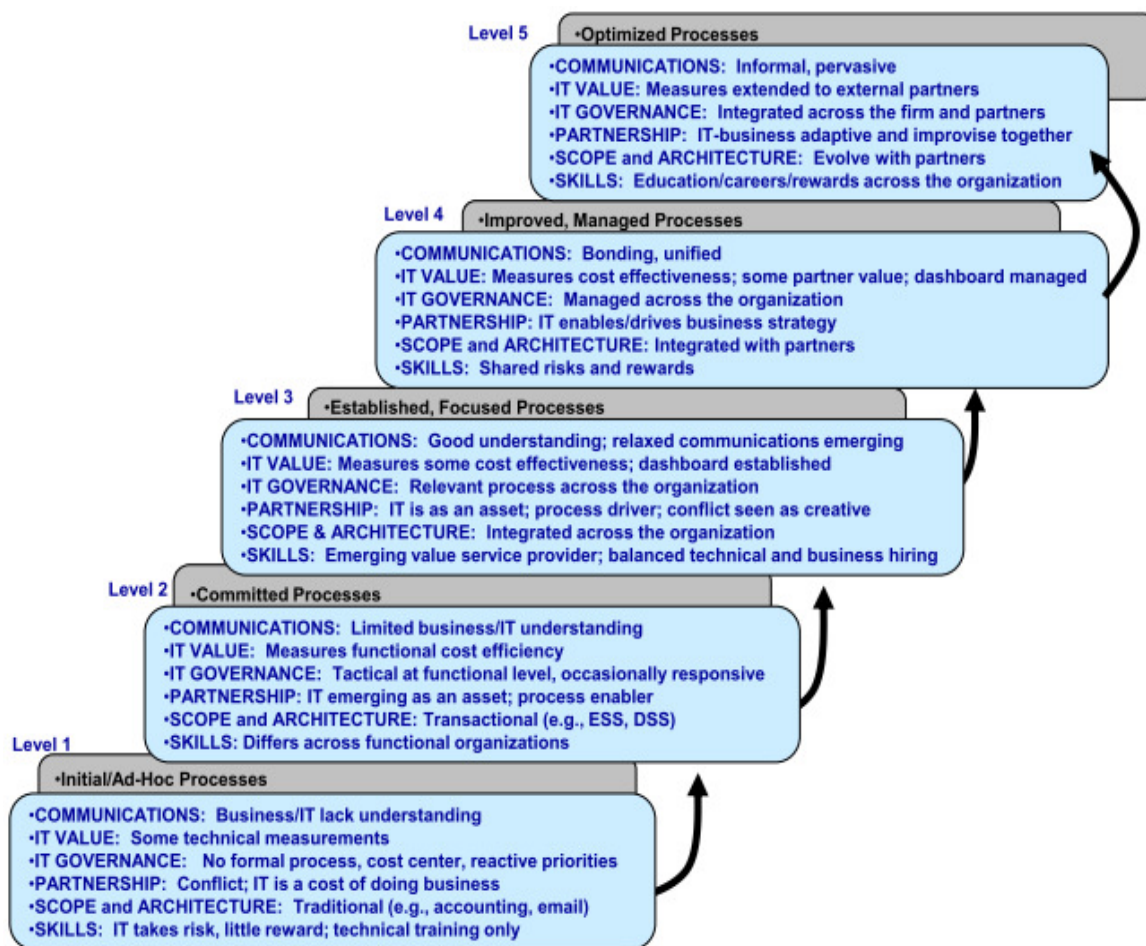 Level 5
•Optimized Processes
•COMMUNICATIONS: Informal, pervasive
•IT VALUE: Measures extended to external partners
•IT GOVERNANCE: Integrated across the firm and partners
•PARTNERSHIP: IT-business adaptive and improvise together
•SCOPE and ARCHITECTURE: Evolve with partners
•SKILLS: Education/careers/rewards across the organization
Level 4
•Improved, Managed Processes
•COMMUNICATIONS: Bonding, unified
•IT VALUE: Measures cost effectiveness; some partner value; dashboard managed
•IT GOVERNANCE: Managed across the organization
•PARTNERSHIP: IT enables/drives business strategy
•SCOPE and ARCHITECTURE: Integrated with partners
•SKILLS: Shared risks and rewards
Level 3
•Established, Focused Processes
•COMMUNICATIONS: Good understanding; relaxed communications emerging
•IT VALUE: Measures some cost effectiveness; dashboard established
•IT GOVERNANCE: Relevant process across the organization
•PARTNERSHIP: IT is as an asset; process driver; conflict seen as creative
•SCOPE & ARCHITECTURE: Integrated across the organization
•SKILLS: Emerging value service provider; balanced technical and business hiring
Level 2
•Committed Processes
•COMMUNICATIONS: Limited business/IT understanding
•IT VALUE: Measures functional cost efficiency
•IT GOVERNANCE: Tactical at functional level, occasionally responsive
•PARTNERSHIP: IT emerging as an asset; process enabler
•SCOPE and ARCHITECTURE: Transactional (e.g., ESS, DSS)
•SKILLS: Differs across functional organizations
Level 1
•Initial/Ad-Hoc Processes
•COMMUNICATIONS: Business/IT lack understanding
•IT VALUE: Some technical measurements
•IT GOVERNANCE: No formal process, cost center, reactive priorities
•PARTNERSHIP: Conflict; IT is a cost of doing business
•SCOPE and ARCHITECTURE: Traditional (e.g., accounting, email)
•SKILLS: IT takes risk, little reward; technical training only